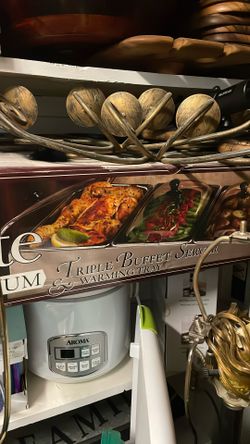 te
UM
TRIPLE BUFFET SERVER
& WARMING TRAY
AROMA